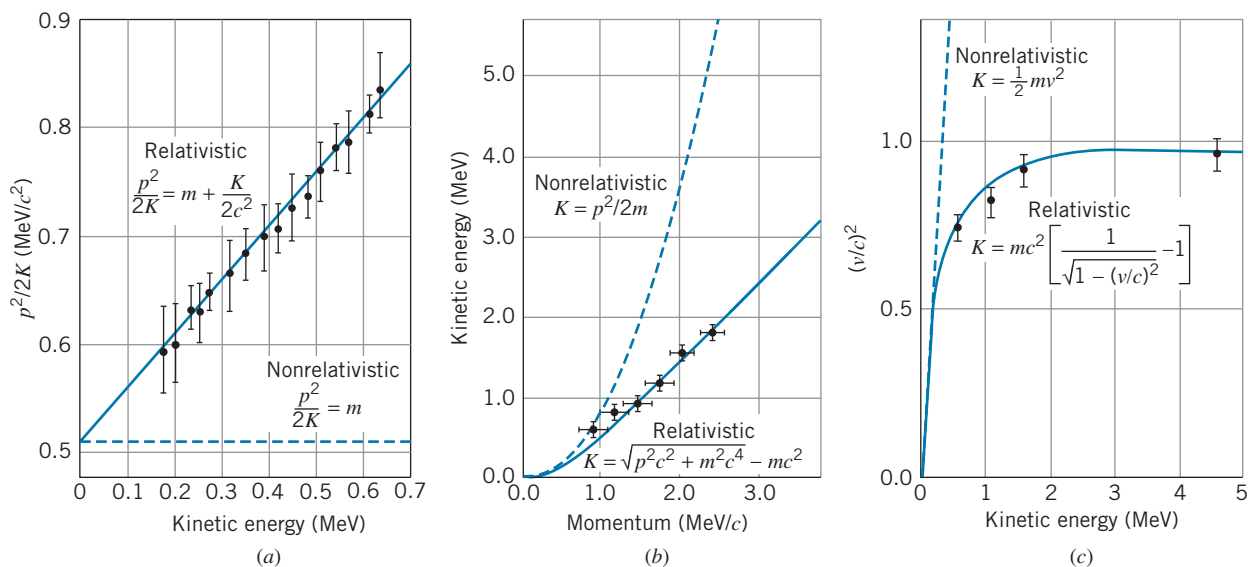 0.9
0.8
0.7
0.6
0.5
p²/2K (MeV/c²)
Relativistic
p²/2K = m + K/2c²
Nonrelativistic
p²/2K = m
0 0.1 0.2 0.3 0.4 0.5 0.6 0.7
Kinetic energy (MeV)
(a)
5.0
4.0
3.0
2.0
1.0
0.0
Kinetic energy (MeV)
Nonrelativistic
K = p²/2m
Relativistic
K = √(p²c² + m²c⁴) − mc²
0.0 1.0 2.0 3.0
Momentum (MeV/c)
(b)
1.0
0.5
0.0
(v/c)²
Nonrelativistic
K = ½ mv²
Relativistic
K = mc² [1/√(1 − (v/c)²) − 1]
0 1 2 3 4 5
Kinetic energy (MeV)
(c)